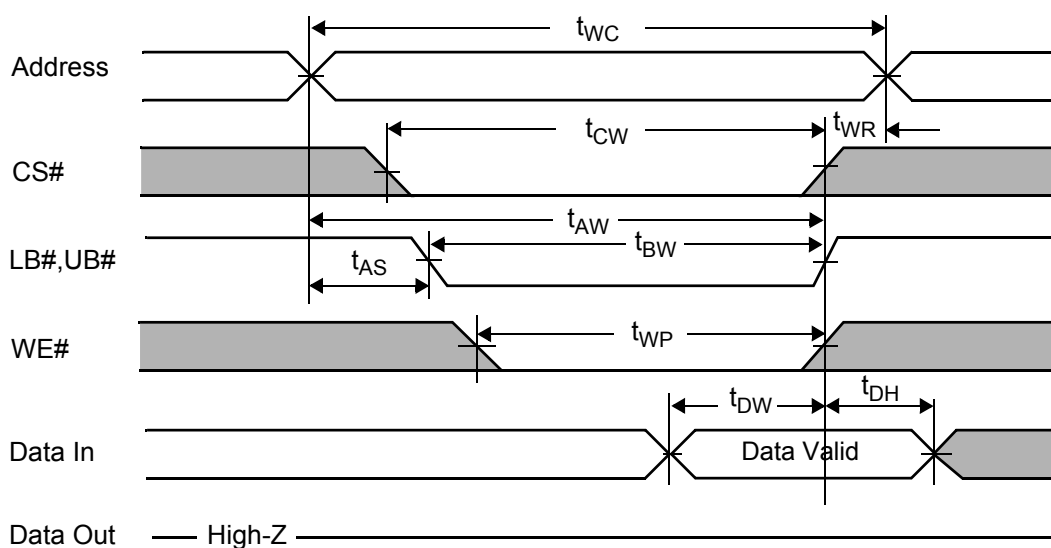 tWC
Address
tCW
tWR
CS#
tAW
tBW
LB#,UB#
tAS
WE#
tWP
tDW
tDH
Data In
Data Valid
Data Out
High-Z